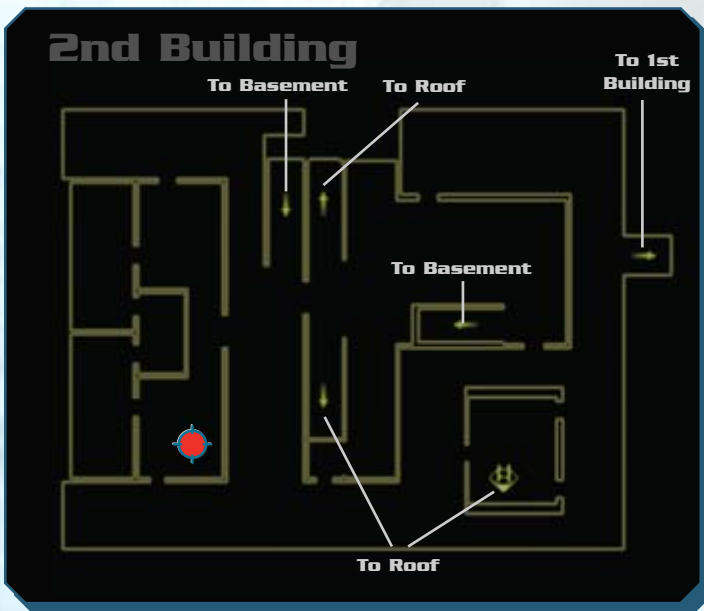 2nd Building
To 1st
Building
To Basement
To Roof
To Basement
To Roof